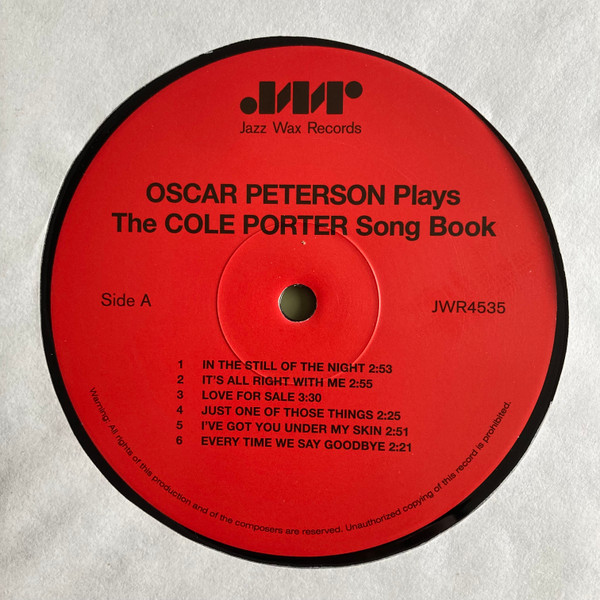 JWR
Jazz Wax Records
OSCAR PETERSON Plays
The COLE PORTER Song Book
Side A
JWR4535
1 IN THE STILL OF THE NIGHT 2:53
2 IT'S ALL RIGHT WITH ME 2:55
3 LOVE FOR SALE 3:30
4 JUST ONE OF THOSE THINGS 2:25
5 I'VE GOT YOU UNDER MY SKIN 2:51
6 EVERY TIME WE SAY GOODBYE 2:21
Warning: All rights of this production and of the composers are reserved. Unauthorized copying of this record is prohibited.